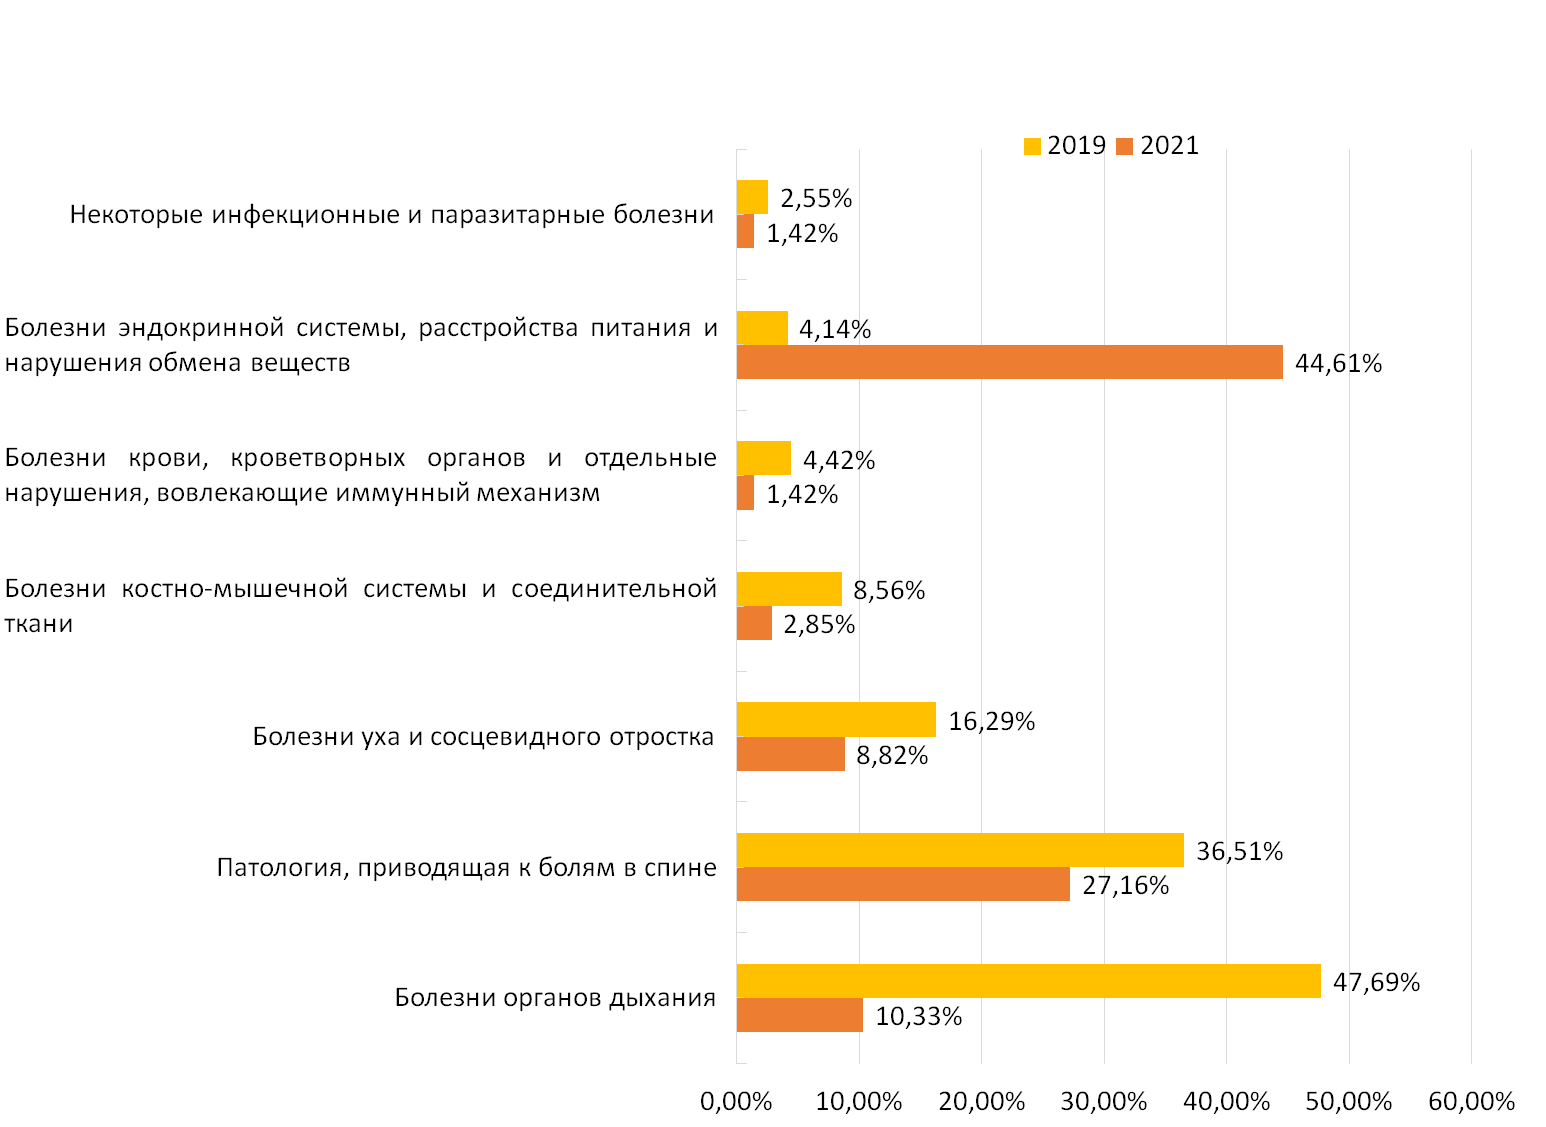 2019 2021
Некоторые инфекционные и паразитарные болезни
2,55%
1,42%
Болезни эндокринной системы, расстройства питания и
нарушения обмена веществ
4,14%
44,61%
Болезни крови, кроветворных органов и отдельные
нарушения, вовлекающие иммунный механизм
4,42%
1,42%
Болезни костно-мышечной системы и соединительной
ткани
8,56%
2,85%
Болезни уха и сосцевидного отростка
16,29%
8,82%
Патология, приводящая к болям в спине
36,51%
27,16%
Болезни органов дыхания
47,69%
10,33%
0,00% 10,00% 20,00% 30,00% 40,00% 50,00% 60,00%